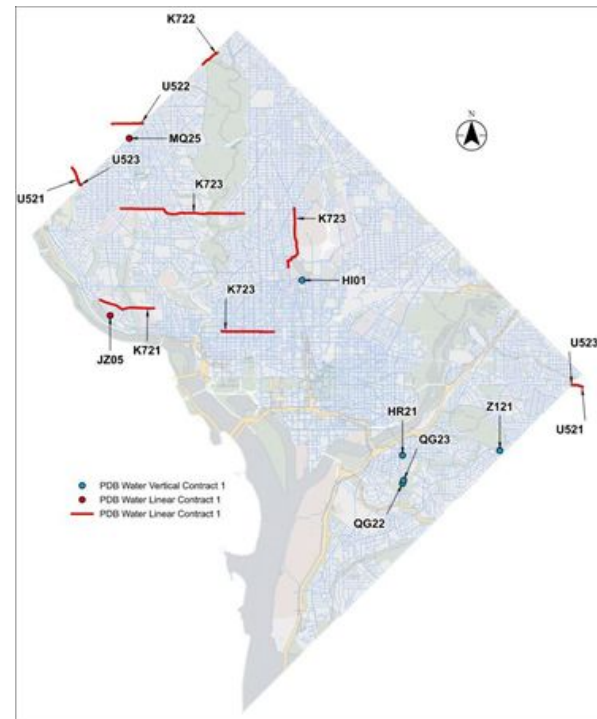 K722
U522
N
MQ25
U523
U521
K723
K723
HI01
K723
K721
JZ05
U523
U521
HR21
QG23
Z121
PDB Water Vertical Contract 1
PDB Water Linear Contract 1
PDB Water Linear Contract 1
QG22